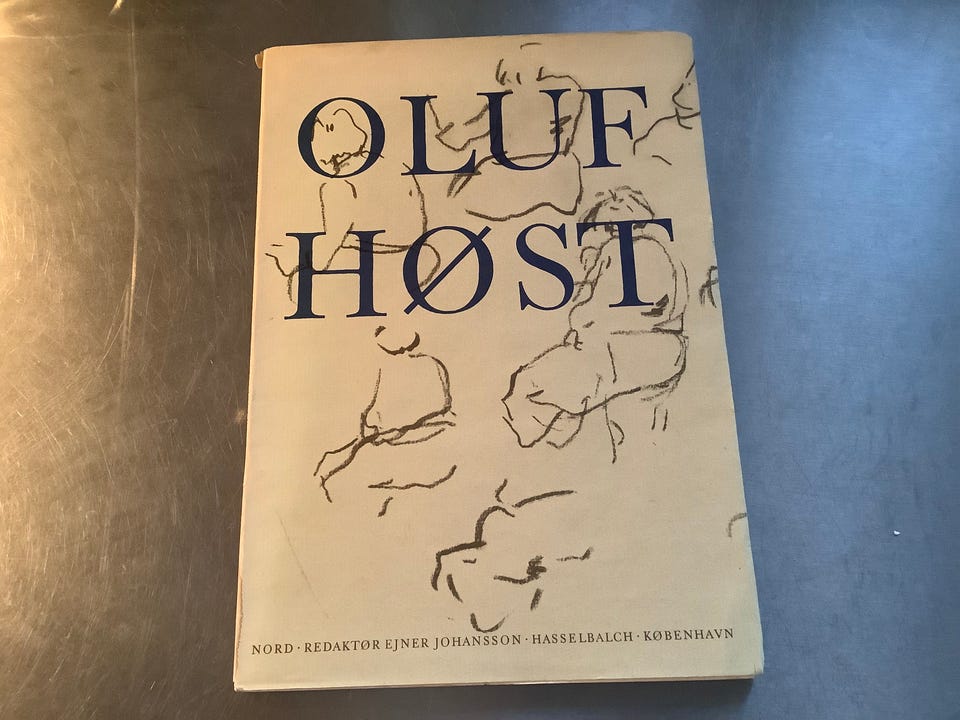 OLUF
HØST
NORD · REDAKTØR EJNER JOHANSSON · HASSELBALCH · KØBENHAVN